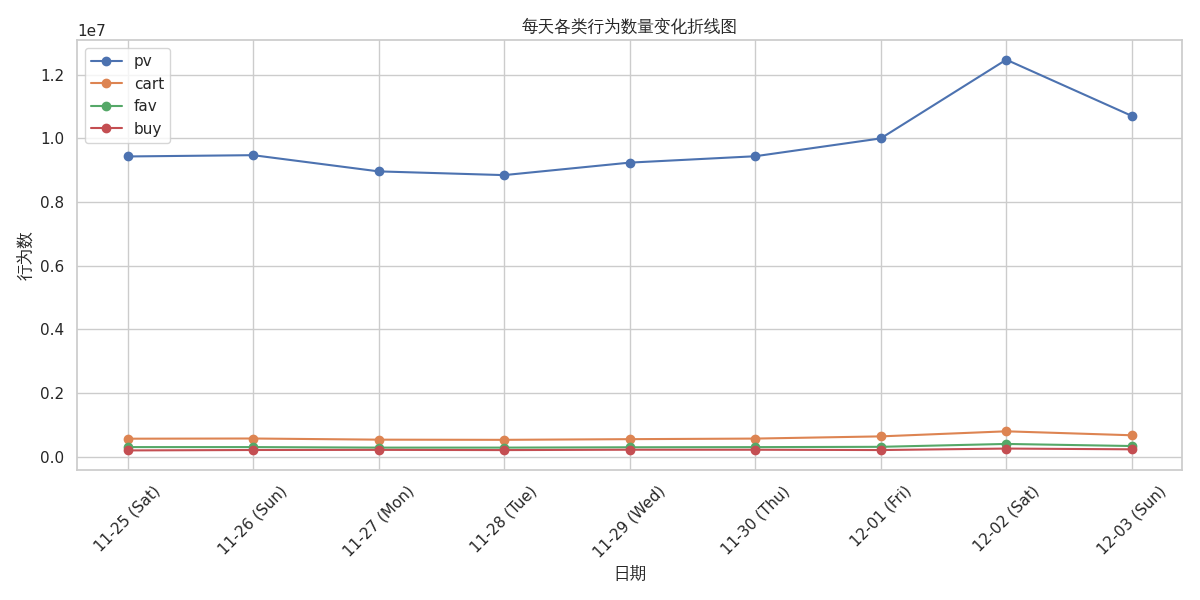 每天各类行为数量变化折线图
1e7
pv
cart
fav
buy
1.2
1.0
0.8
0.6
0.4
0.2
0.0
行为数
11-25 (Sat)
11-26 (Sun)
11-27 (Mon)
11-28 (Tue)
11-29 (Wed)
11-30 (Thu)
12-01 (Fri)
12-02 (Sat)
12-03 (Sun)
日期